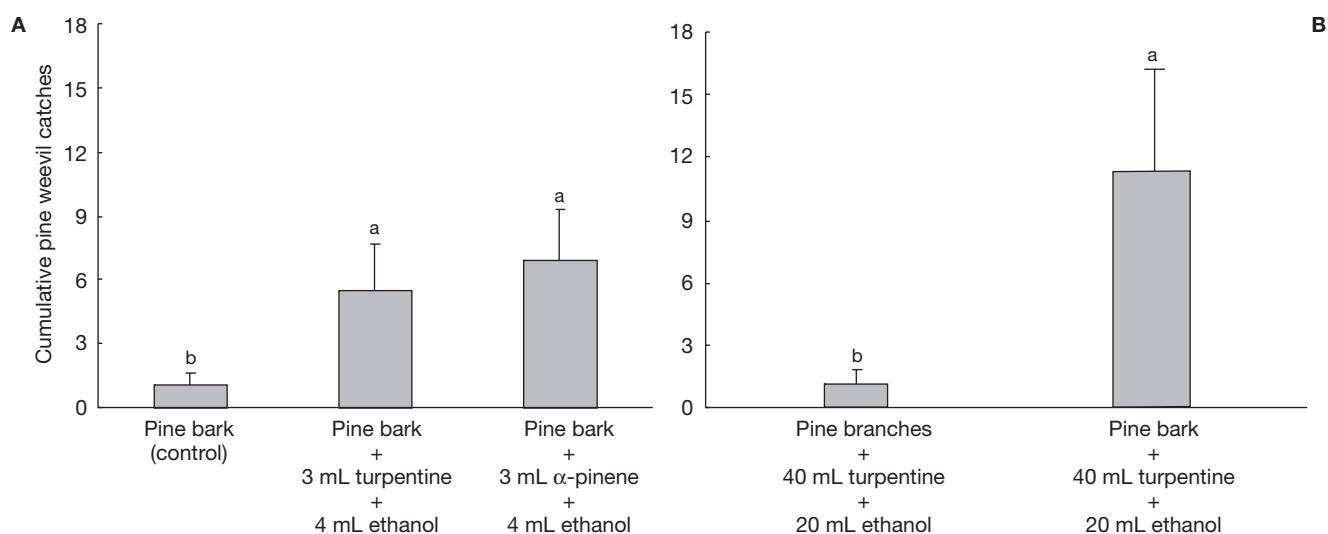 A
B
Cumulative pine weevil catches
18
15
12
9
6
3
0
b
a
a
Pine bark
(control)
Pine bark
+
3 mL turpentine
+
4 mL ethanol
Pine bark
+
3 mL α-pinene
+
4 mL ethanol
18
15
12
9
6
3
0
b
a
Pine branches
+
40 mL turpentine
+
20 mL ethanol
Pine bark
+
40 mL turpentine
+
20 mL ethanol